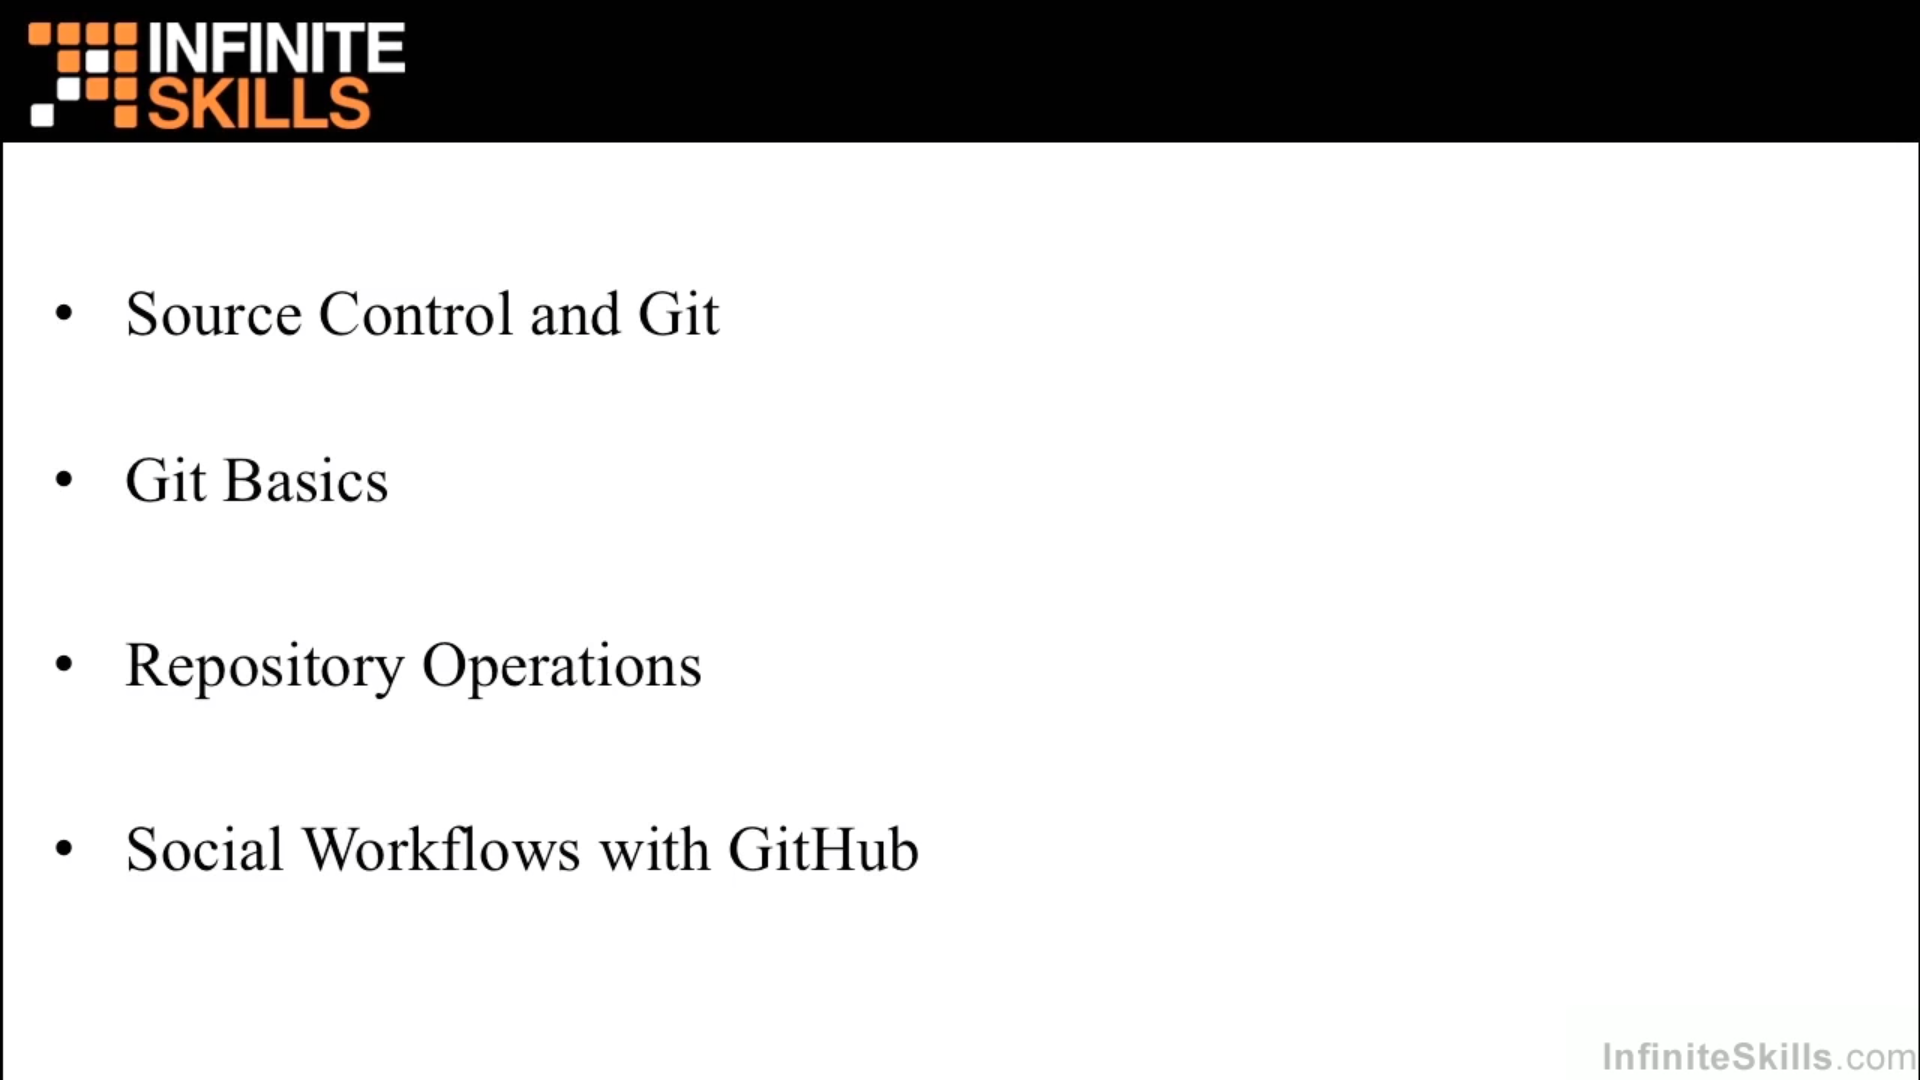 INFINITE
SKILLS
• Source Control and Git
• Git Basics
• Repository Operations
• Social Workflows with GitHub
InfiniteSkills.com